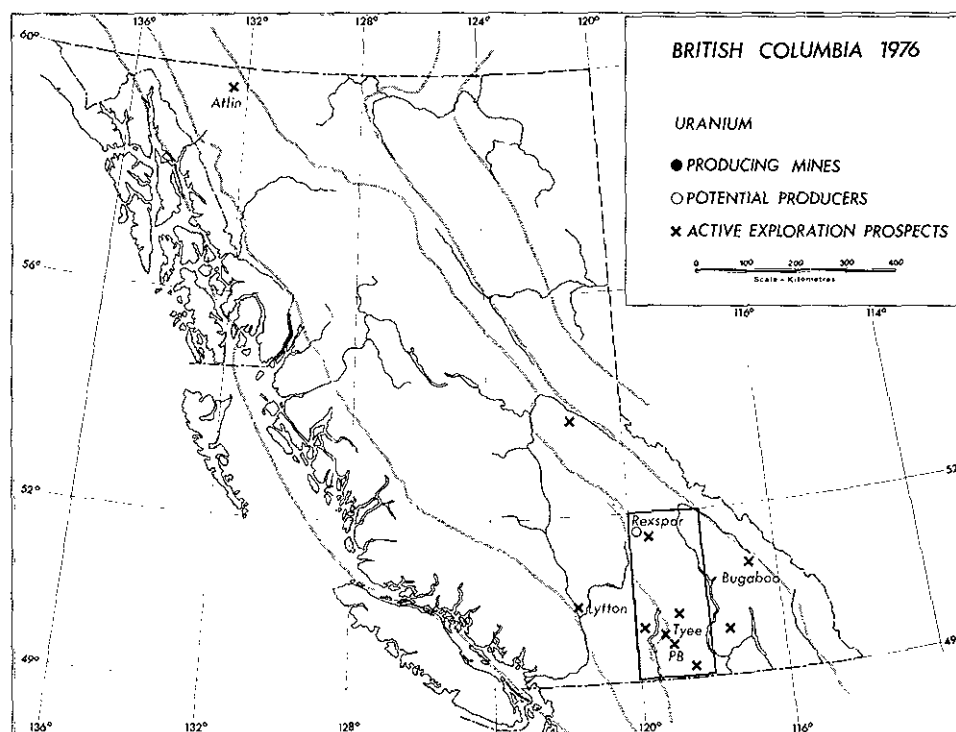 136° 132° 128° 124° 120°
60°
BRITISH COLUMBIA 1976
Atlin
URANIUM
● PRODUCING MINES
○ POTENTIAL PRODUCERS
× ACTIVE EXPLORATION PROSPECTS
0 100 200 300 400
Scale - Kilometres
56°
116° 114°
52°
52
Rexspar
Bugaboo
Lytton
Tyee
PB
49°
49
136° 132° 128° 120° 116°